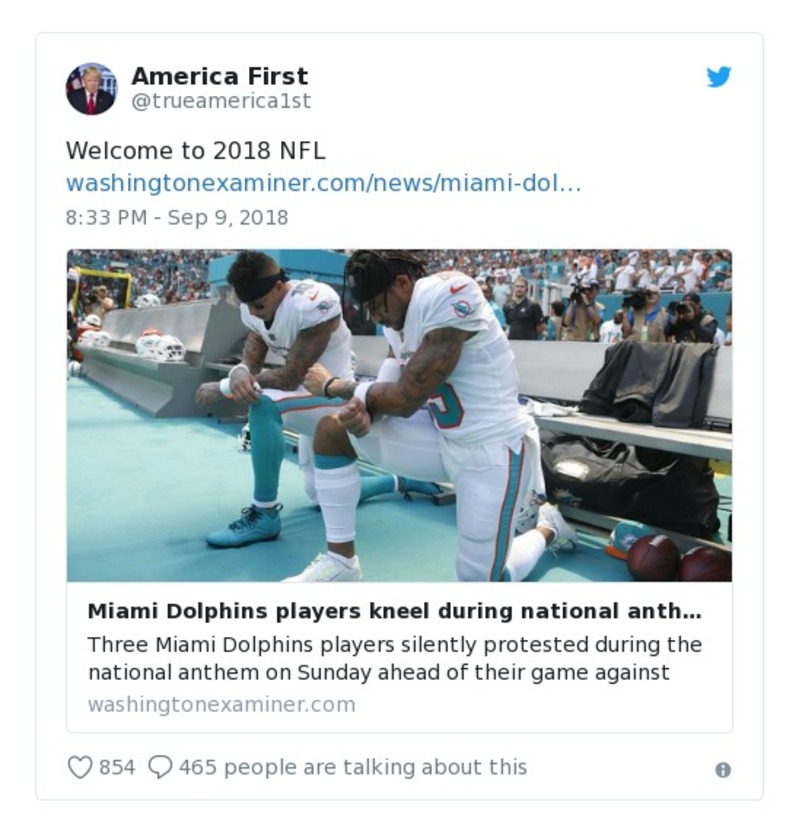 America First
@trueamerica1st
Welcome to 2018 NFL
washingtonexaminer.com/news/miami-dol…
8:33 PM - Sep 9, 2018
Miami Dolphins players kneel during national anth…
Three Miami Dolphins players silently protested during the
national anthem on Sunday ahead of their game against
washingtonexaminer.com
854 465 people are talking about this